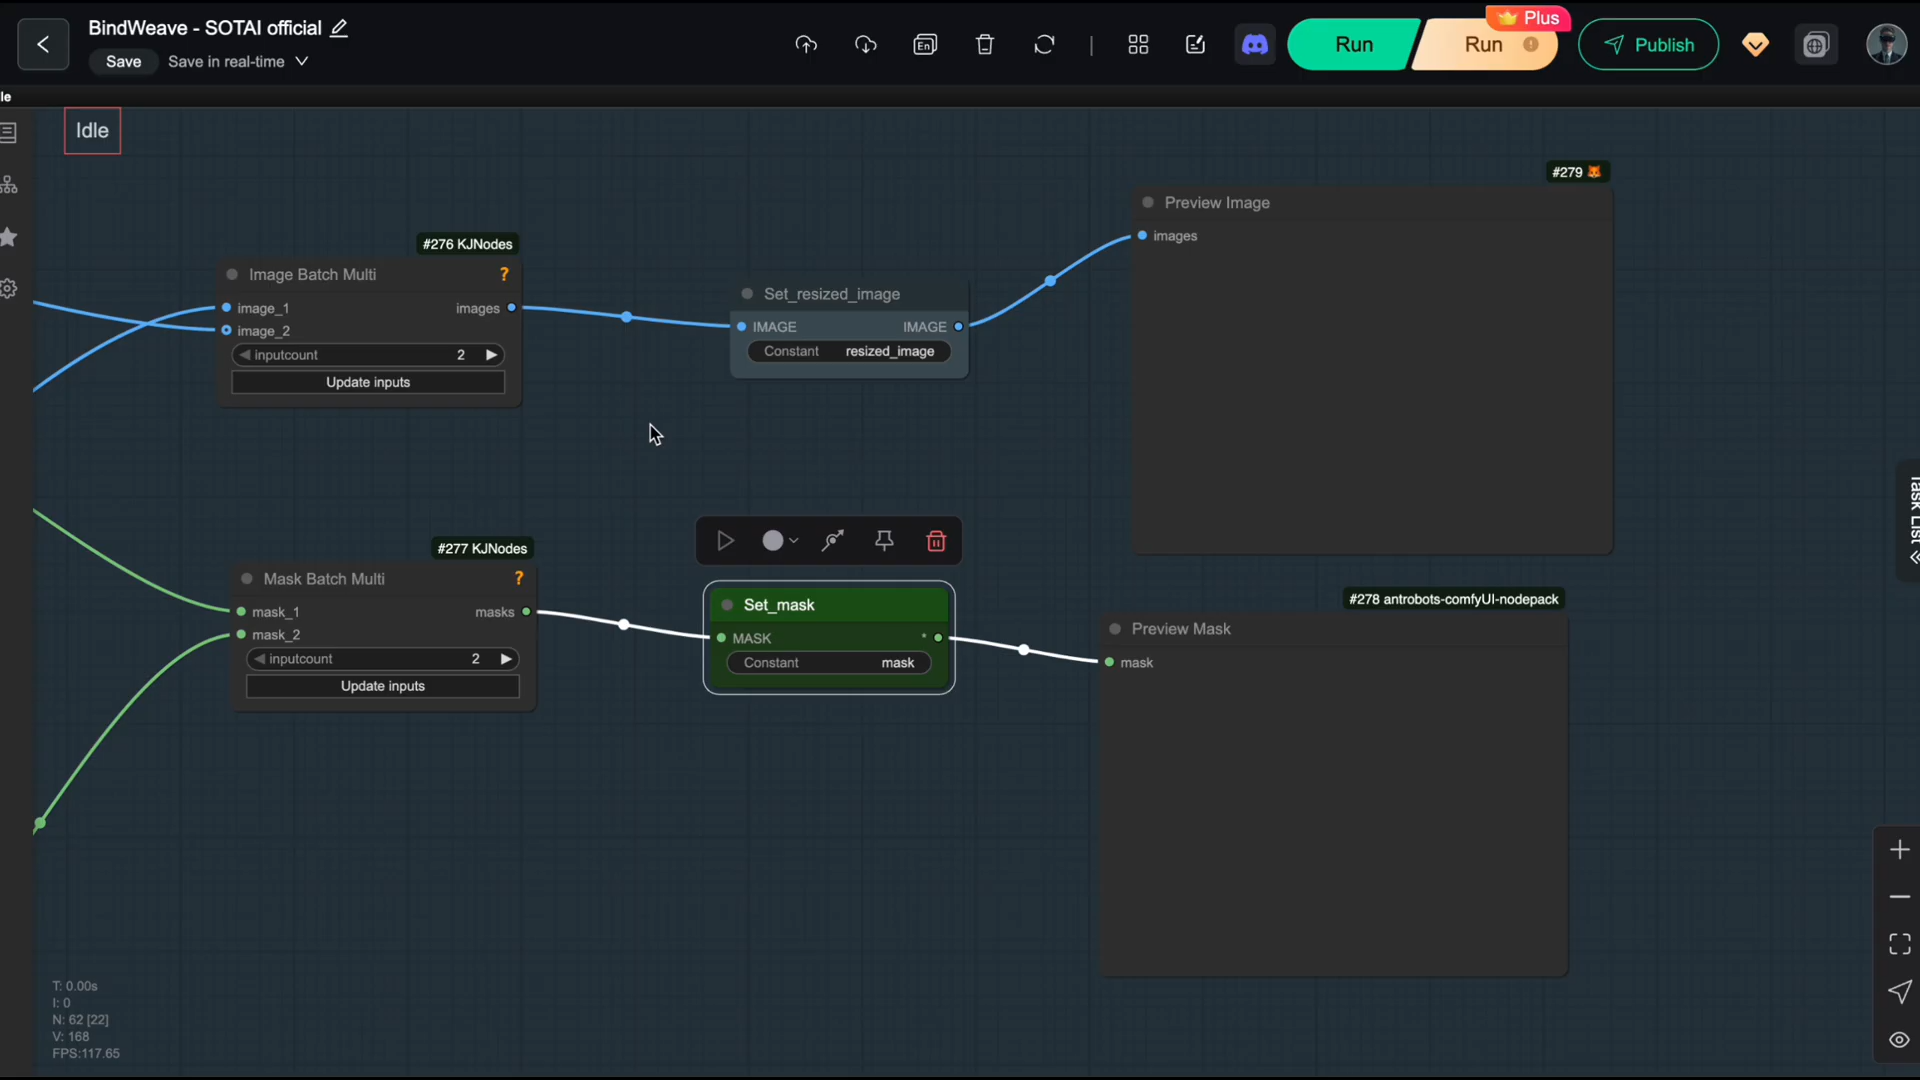 BindWeave - SOTAI official
Save
Save in real-time
En
Run
Run
Plus
Publish
le
Idle
#279
Preview Image
images
#276 KJNodes
Image Batch Multi
?
image_1
images
image_2
inputcount
2
Update inputs
Set_resized_image
IMAGE
IMAGE
Constant
resized_image
Task List
#277 KJNodes
Mask Batch Multi
?
mask_1
masks
mask_2
inputcount
2
Update inputs
Set_mask
MASK
*
Constant
mask
#278 antrobots-comfyUI-nodepack
Preview Mask
mask
T: 0.00s
I: 0
N: 62 [22]
V: 168
FPS:117.65